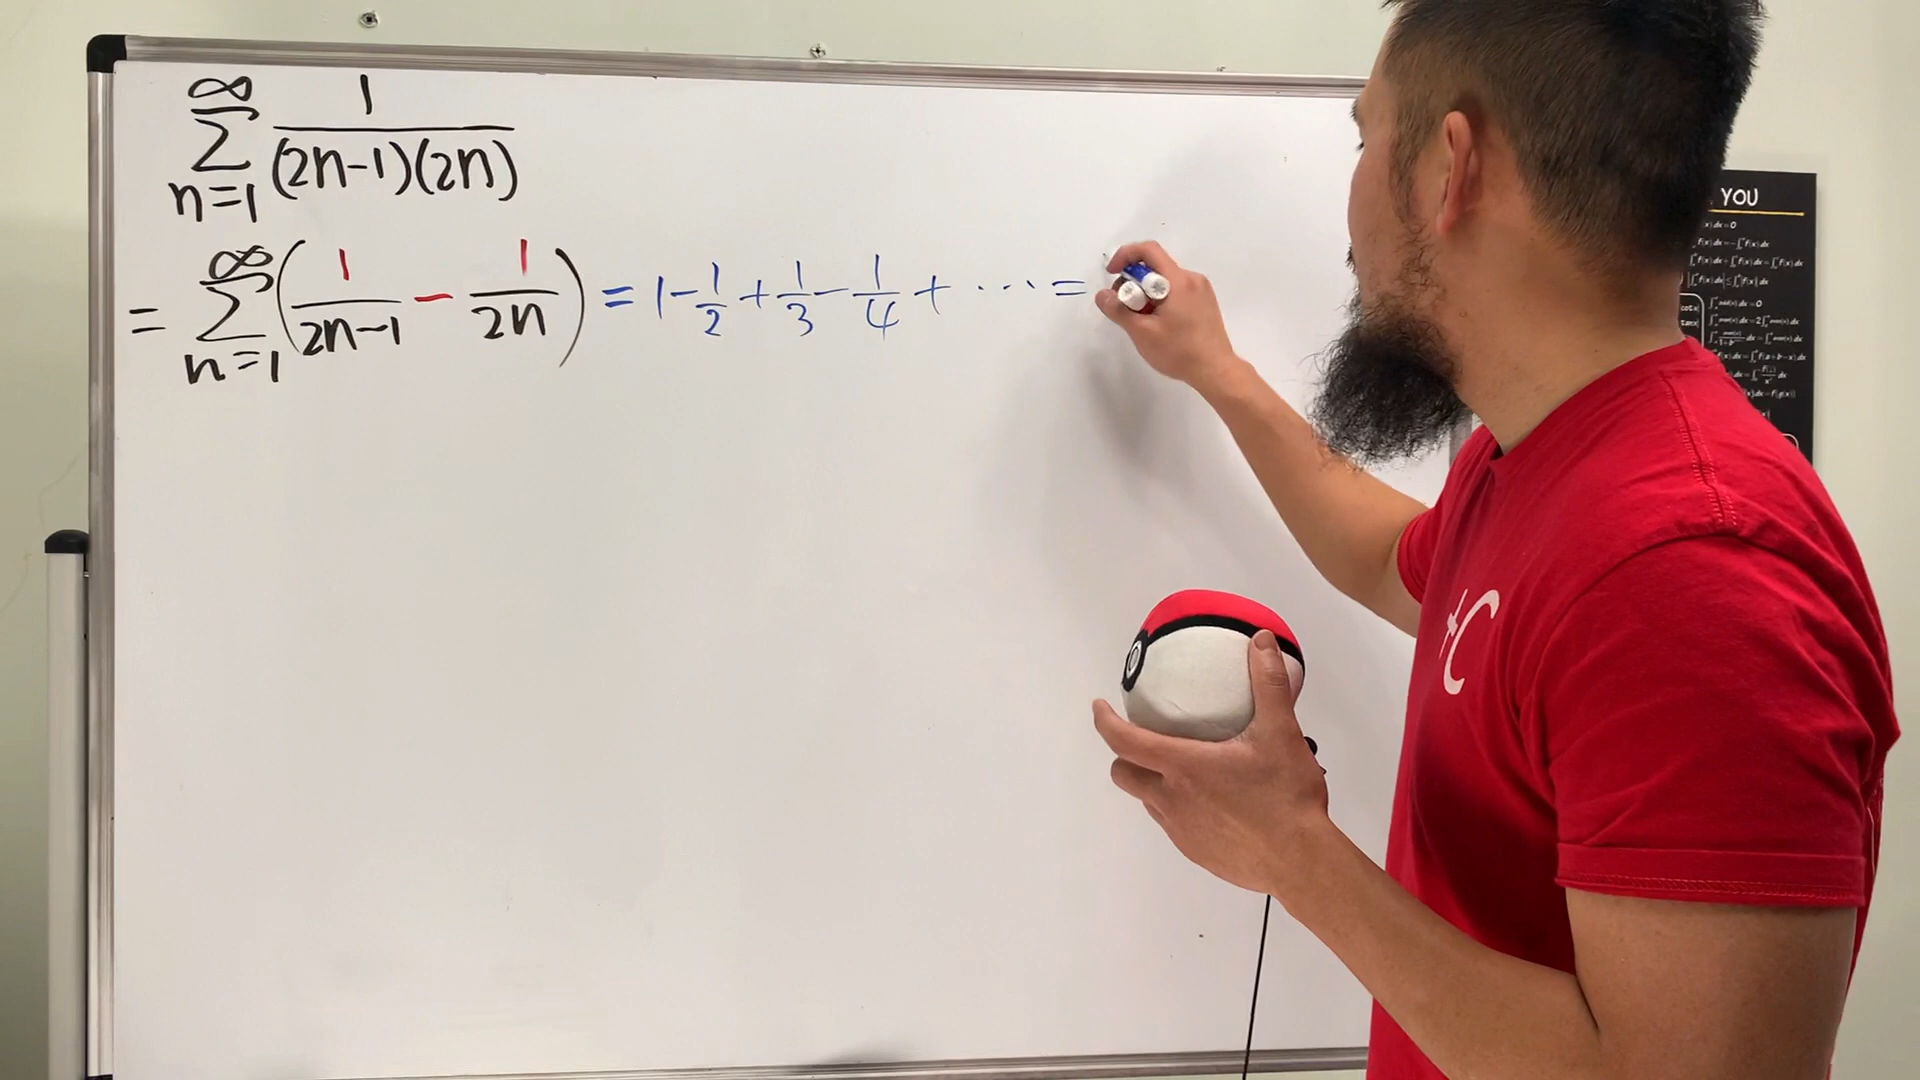 ∞ 1
Σ (2n-1)(2n)
n=1
= ∞ Σ n=1 ( 1/2n-1 - 1/2n ) = 1 - 1/2 + 1/3 - 1/4 + ... =
YOU
+C